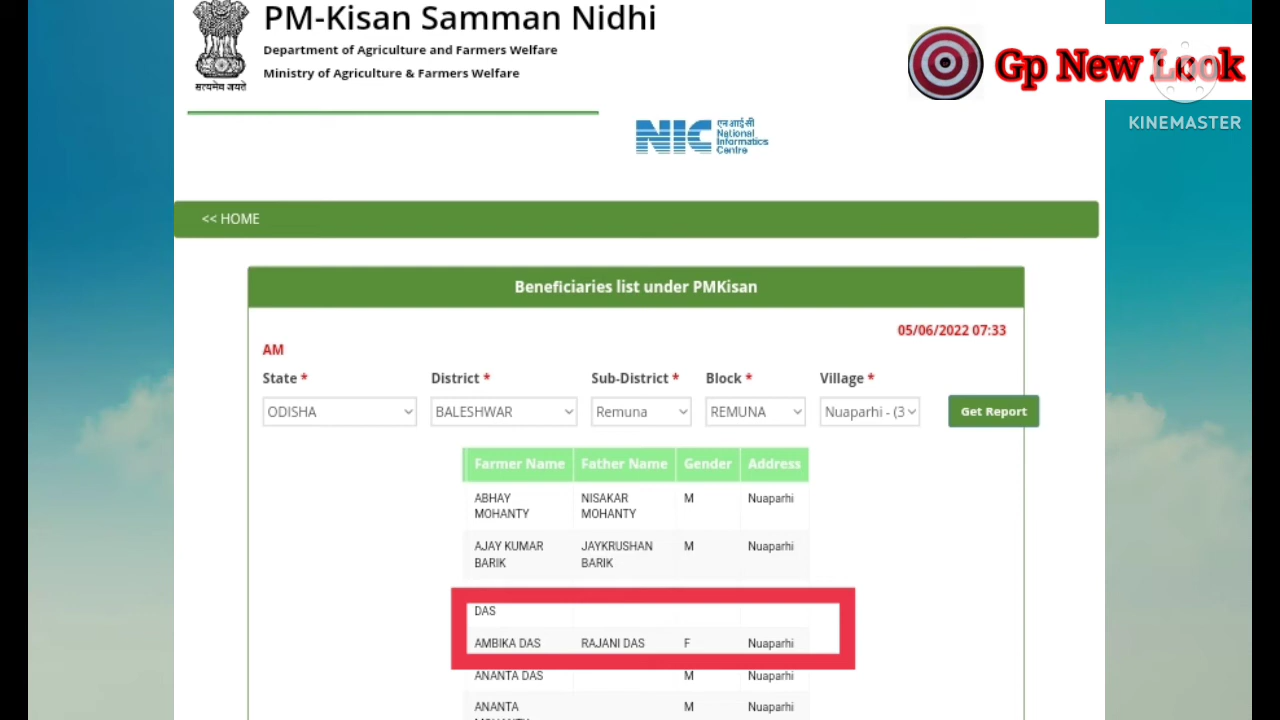 PM-Kisan Samman Nidhi
Department of Agriculture and Farmers Welfare
Ministry of Agriculture & Farmers Welfare
सत्यमेव जयते
Gp New Look
KINEMASTER
NIC
एन आई सी
National
Informatics
Centre
<< HOME
Beneficiaries list under PMKisan
05/06/2022 07:33
AM
State * District * Sub-District * Block * Village *
ODISHA BALESHWAR Remuna REMUNA Nuaparhi - (3 Get Report
Farmer Name Father Name Gender Address
ABHAY NISAKAR M Nuaparhi
MOHANTY MOHANTY
AJAY KUMAR JAYKRUSHAN M Nuaparhi
BARIK BARIK
DAS
AMBIKA DAS RAJANI DAS F Nuaparhi
ANANTA DAS M Nuaparhi
ANANTA M Nuaparhi